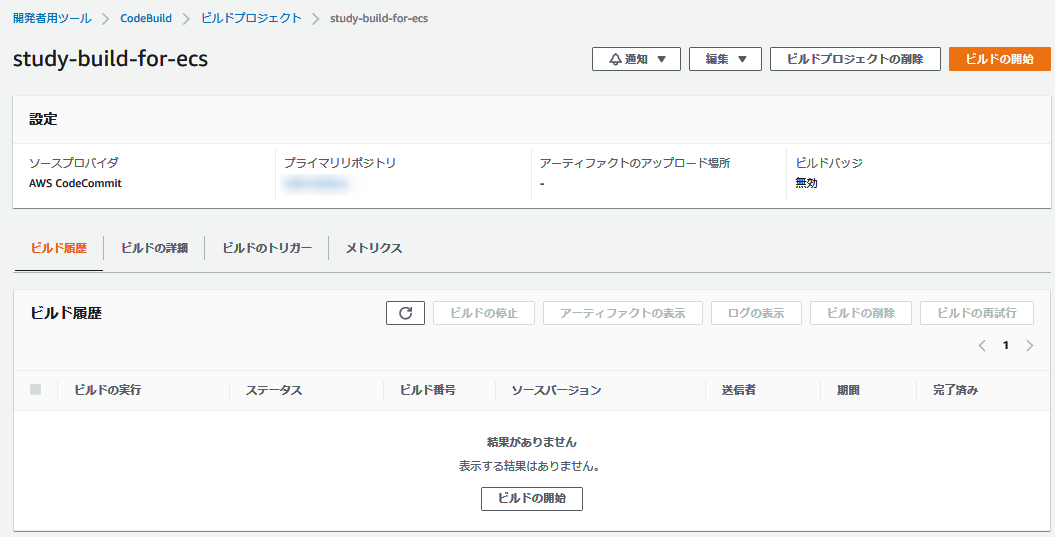 開発者用ツール > CodeBuild > ビルドプロジェクト > study-build-for-ecs
study-build-for-ecs
通知 ▼ 編集 ▼ ビルドプロジェクトの削除 ビルドの開始
設定
ソースプロバイダ プライマリリポジトリ アーティファクトのアップロード場所 ビルドバッジ
AWS CodeCommit - 無効
ビルド履歴 ビルドの詳細 ビルドのトリガー メトリクス
ビルド履歴 ビルドの停止 アーティファクトの表示 ログの表示 ビルドの削除 ビルドの再試行
< 1 >
ビルドの実行 ステータス ビルド番号 ソースバージョン 送信者 期間 完了済み
結果がありません
表示する結果はありません。
ビルドの開始